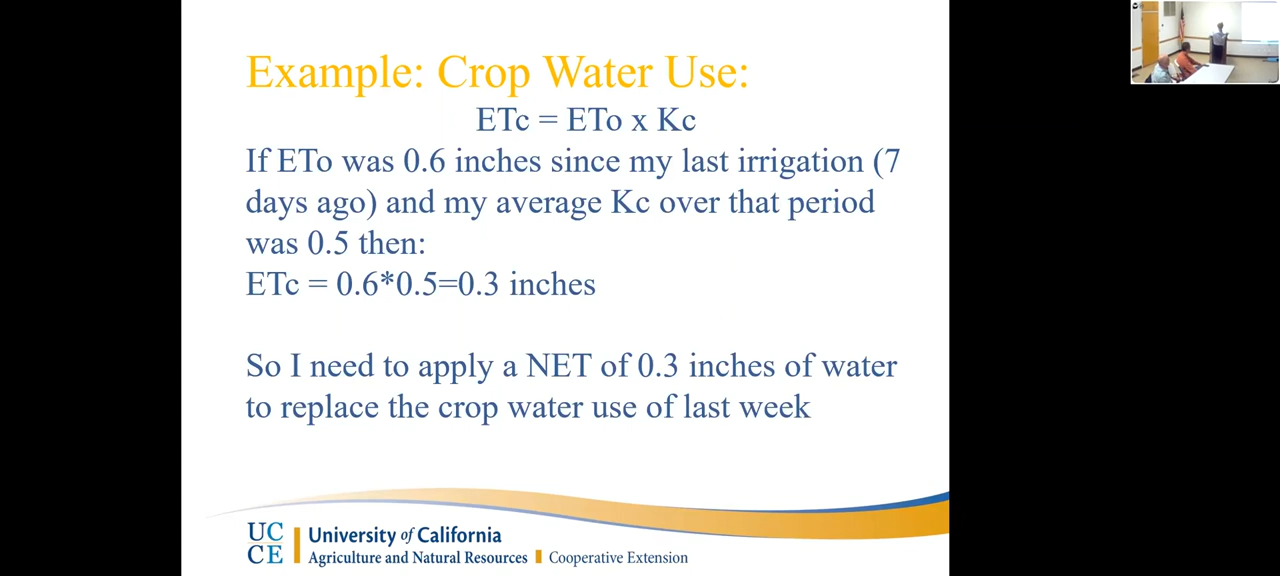 Example: Crop Water Use:
ETc = ETo x Kc
If ETo was 0.6 inches since my last irrigation (7
days ago) and my average Kc over that period
was 0.5 then:
ETc = 0.6*0.5=0.3 inches
So I need to apply a NET of 0.3 inches of water
to replace the crop water use of last week
UC
CE
University of California
Agriculture and Natural Resources Cooperative Extension